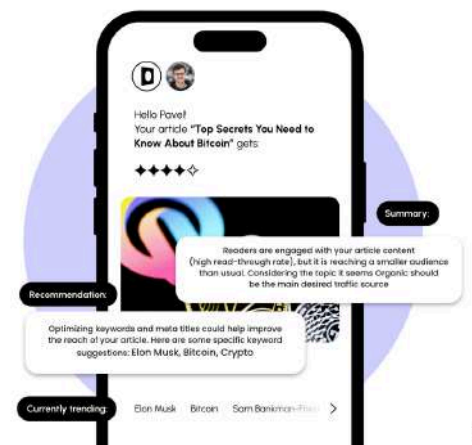 Hello Pavel!
Your article "Top Secrets You Need to
Know About Bitcoin" gets:
Summary:
Readers are engaged with your article content
(high read-through rate), but it is reaching a smaller audience
than usual. Considering the topic it seems Organic should
be the main desired traffic source
Recommendation:
Optimizing keywords and meta titles could help improve
the reach of your article. Here are some specific keyword
suggestions: Elon Musk, Bitcoin, Crypto
Currently trending:
Elon Musk Bitcoin Sam Bankman-Fried